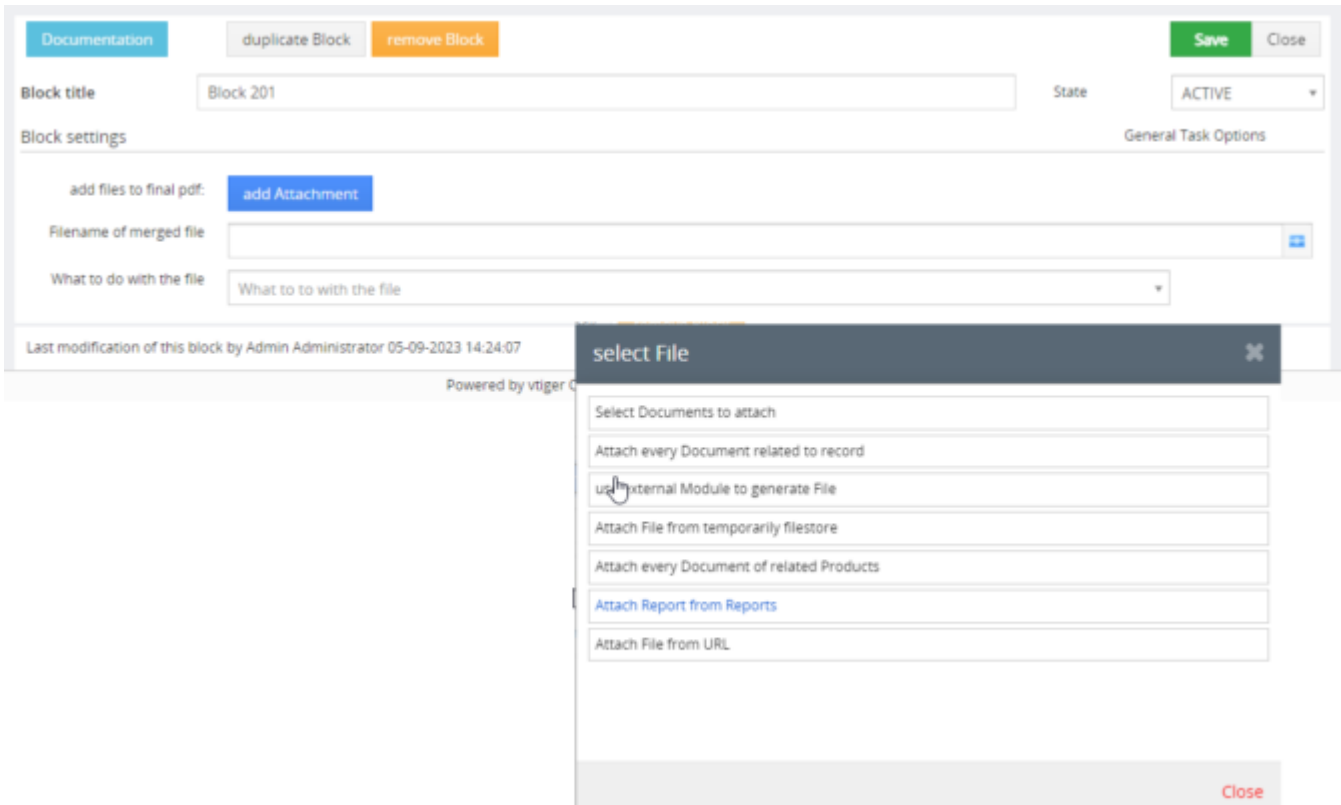 Documentation duplicate Block remove Block Save Close
Block title Block 201 State ACTIVE
Block settings General Task Options
add files to final pdf: add Attachment
Filename of merged file
What to do with the file What to to with the file
Last modification of this block by Admin Administrator 05-09-2023 14:24:07
Powered by vtiger
select File
Select Documents to attach
Attach every Document related to record
external Module to generate File
Attach File from temporarily filestore
Attach every Document of related Products
Attach Report from Reports
Attach File from URL
Close